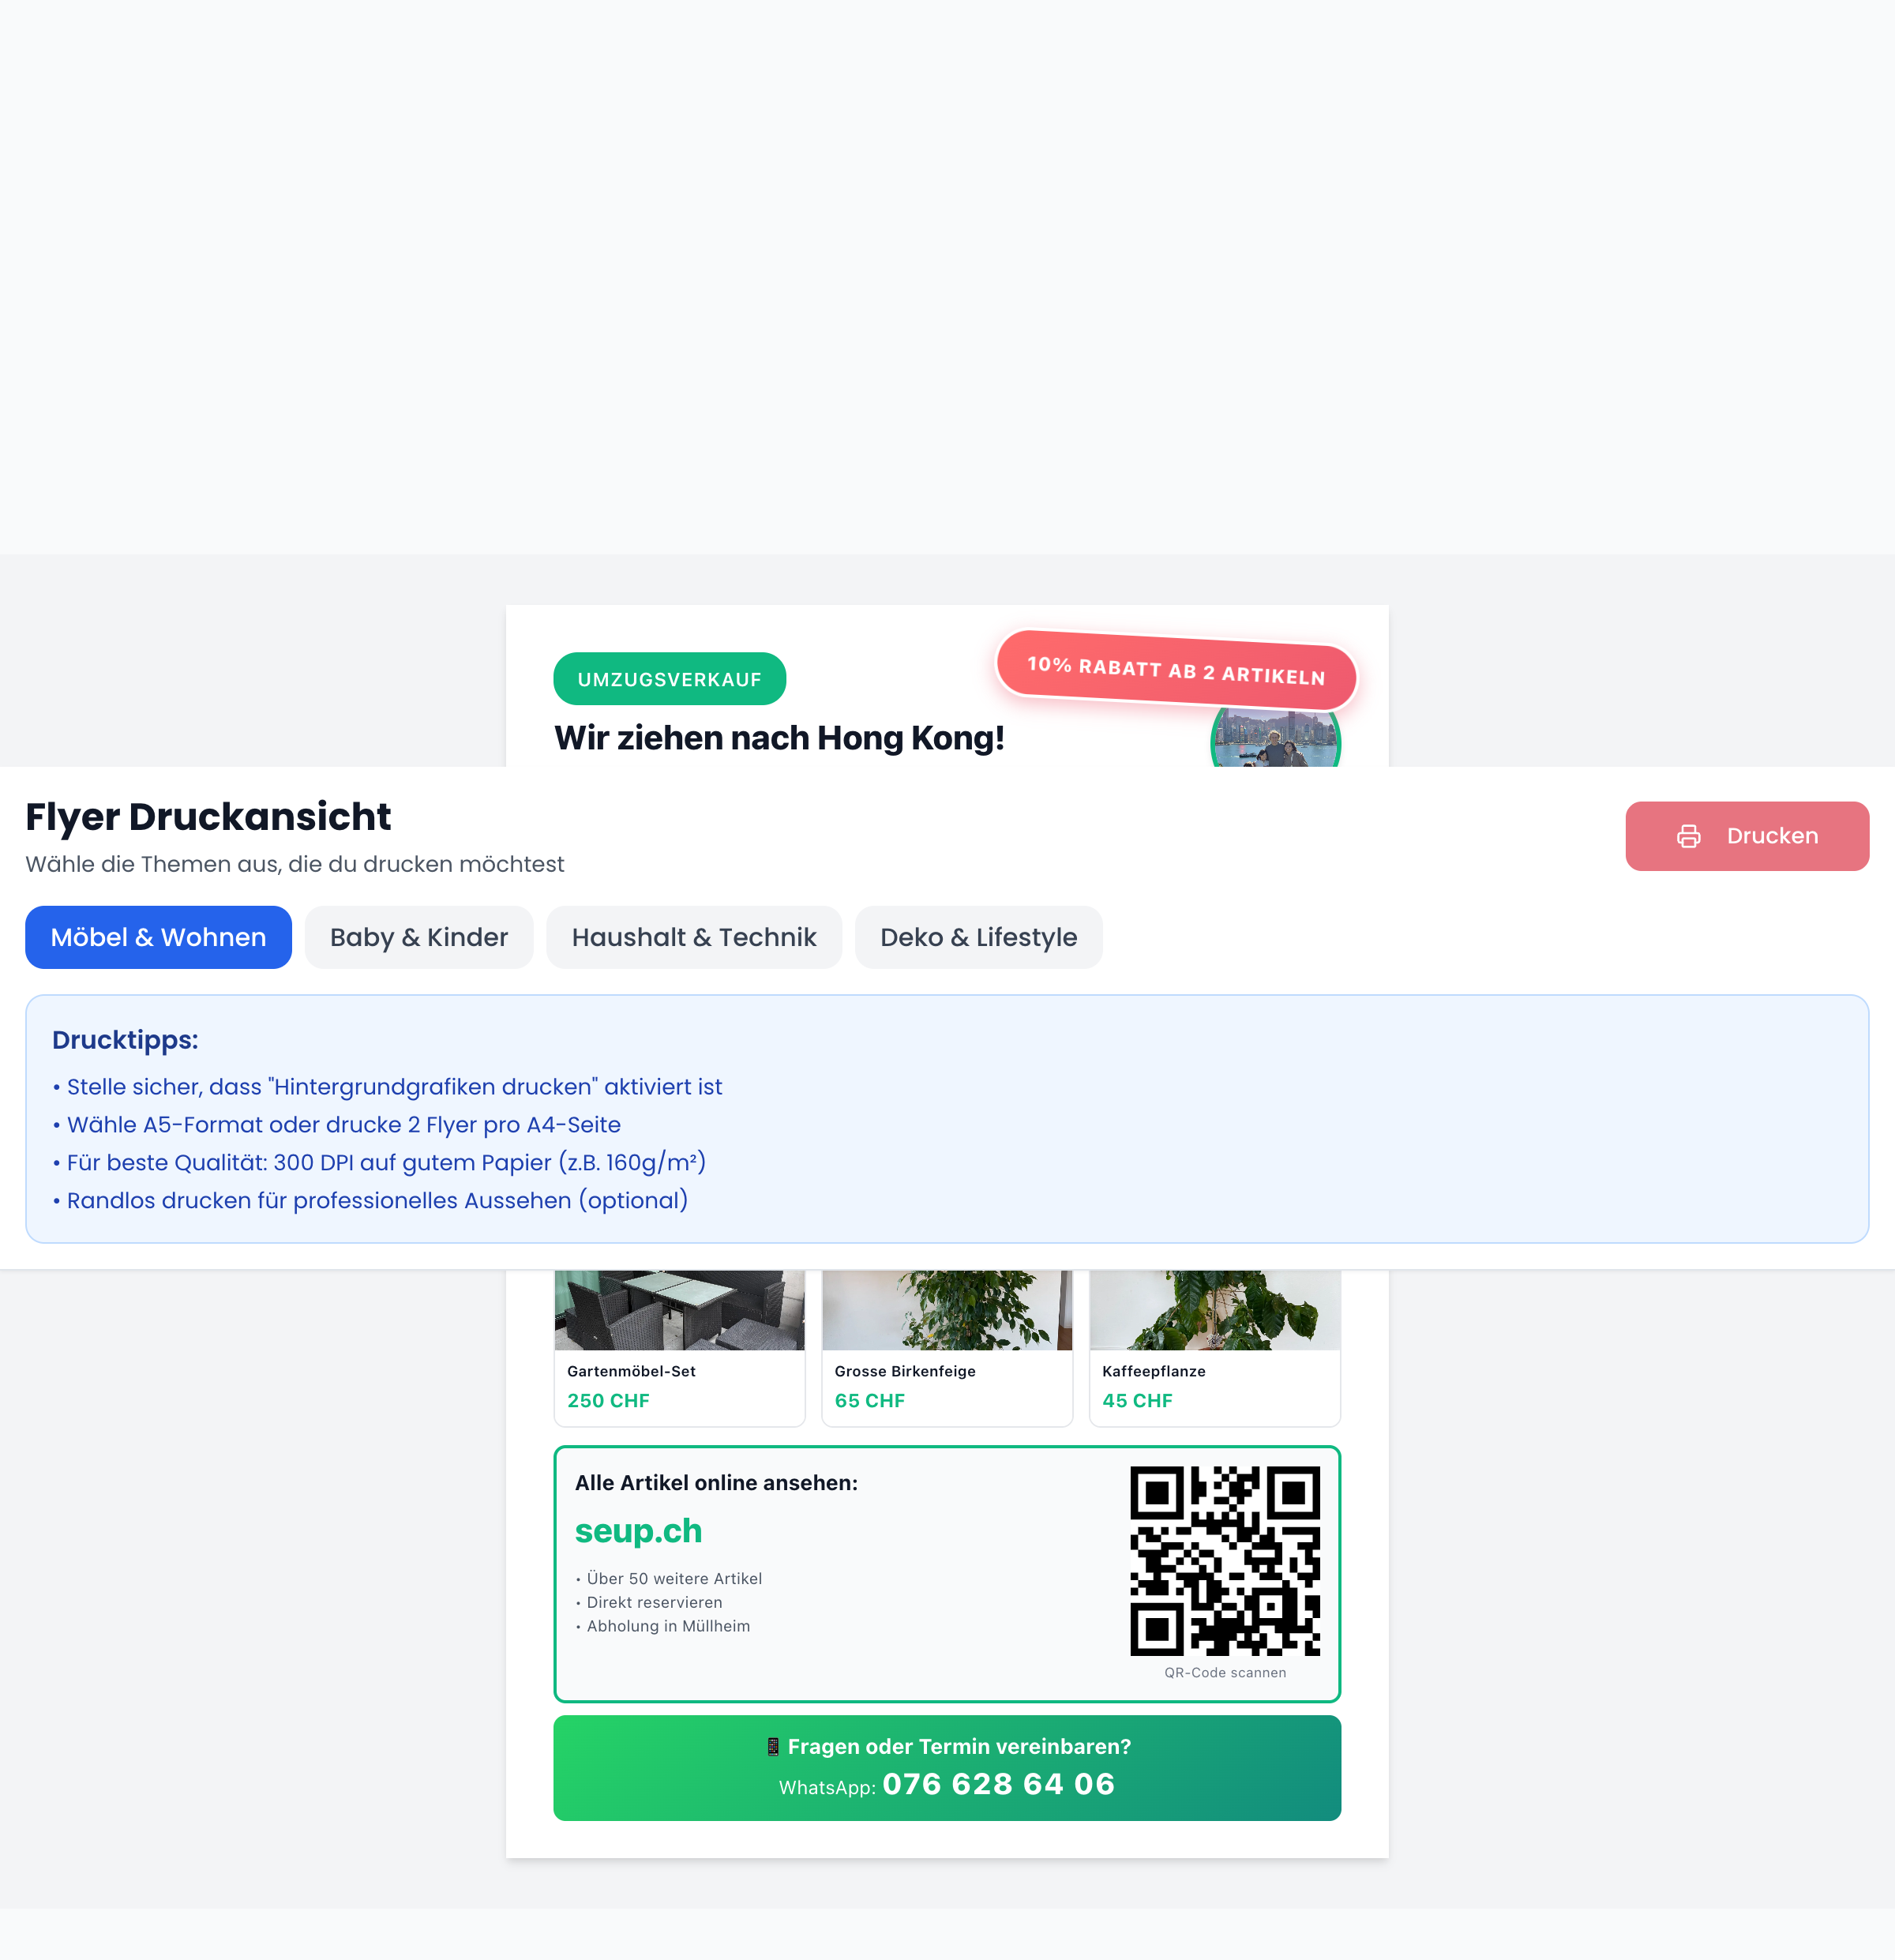 UMZUGSVERKAUF
10% RABATT AB 2 ARTIKELN
Wir ziehen nach Hong Kong!
Flyer Druckansicht
Wähle die Themen aus, die du drucken möchtest
Drucken
Möbel & Wohnen
Baby & Kinder
Haushalt & Technik
Deko & Lifestyle
Drucktipps:
• Stelle sicher, dass "Hintergrundgrafiken drucken" aktiviert ist
• Wähle A5-Format oder drucke 2 Flyer pro A4-Seite
• Für beste Qualität: 300 DPI auf gutem Papier (z.B. 160g/m²)
• Randlos drucken für professionelles Aussehen (optional)
Gartenmöbel-Set
250 CHF
Grosse Birkenfeige
65 CHF
Kaffeepflanze
45 CHF
Alle Artikel online ansehen:
seup.ch
• Über 50 weitere Artikel
• Direkt reservieren
• Abholung in Müllheim
QR-Code scannen
📱 Fragen oder Termin vereinbaren?
WhatsApp: 076 628 64 06